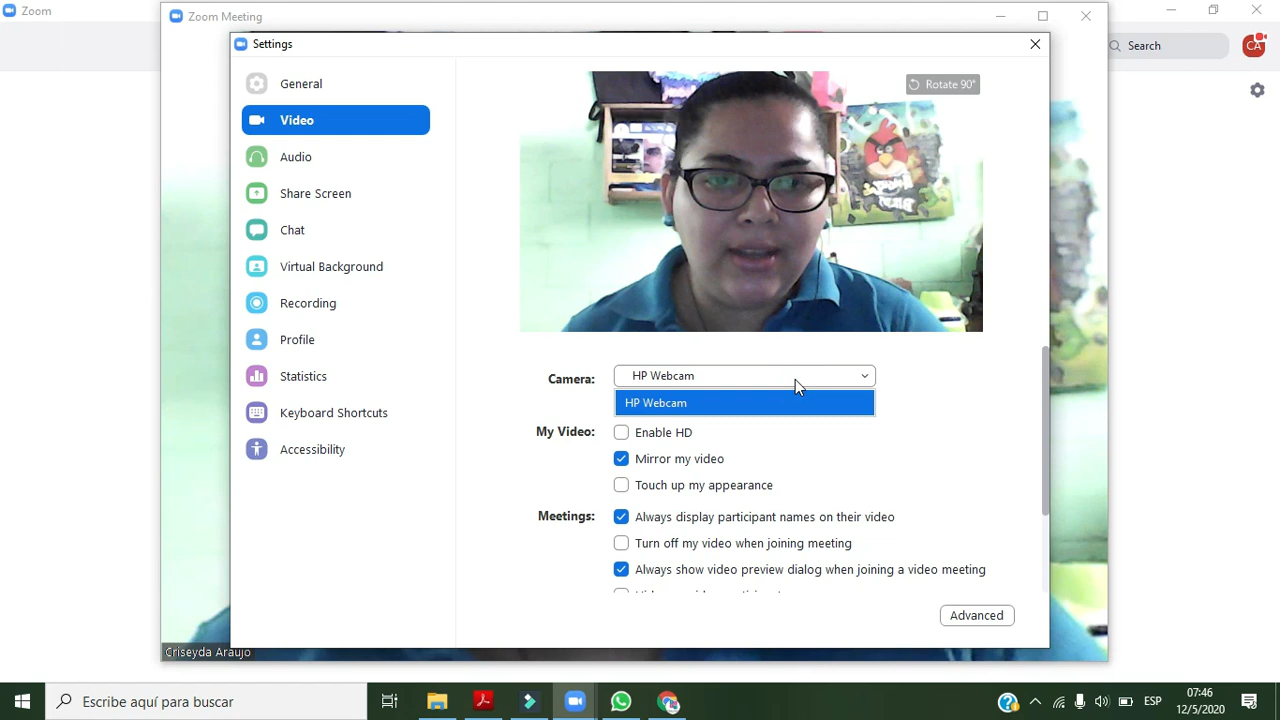 Zoom
Zoom Meeting
Search
CA
Settings
General
Video
Audio
Share Screen
Chat
Virtual Background
Recording
Profile
Statistics
Keyboard Shortcuts
Accessibility
Rotate 90°
Camera:
HP Webcam
HP Webcam
My Video:
Enable HD
Mirror my video
Touch up my appearance
Meetings:
Always display participant names on their video
Turn off my video when joining meeting
Always show video preview dialog when joining a video meeting
Advanced
Criseyda Araujo
Escribe aquí para buscar
ESP
07:46
12/5/2020